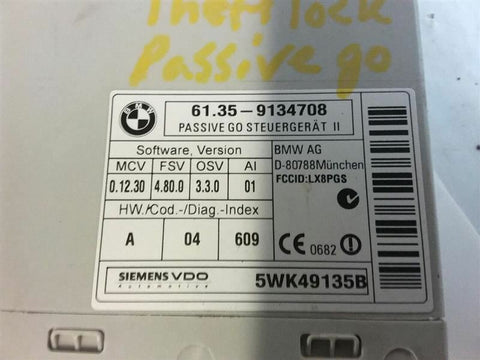 Theft lock
Passive go
BMW
61.35-9134708
PASSIVE GO STEUERGERÄT II
Software, Version
MCV FSV OSV AI
0.12.30 4.80.0 3.3.0 01
HW./Cod.-/Diag.-Index
A 04 609
BMW AG
D-80788München
FCCID:LX8PGS
CE 0682
SIEMENS VDO
Automotive
5WK49135B